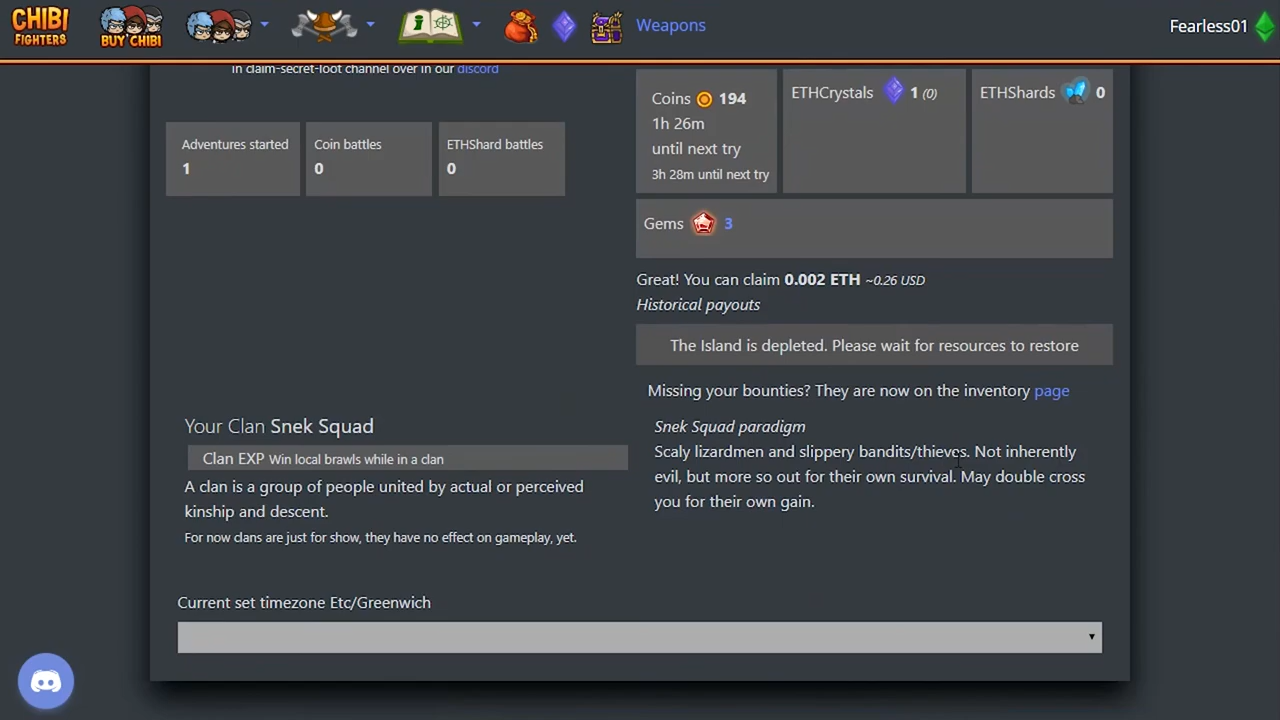 CHIBI
FIGHTERS
BUY CHIBI
Weapons
Fearless01
in claim-secret-loot channel over in our discord
Adventures started
1
Coin battles
0
ETHShard battles
0
Coins 194
1h 26m
until next try
3h 28m until next try
ETHCrystals 1 (0)
ETHShards 0
Gems 3
Great! You can claim 0.002 ETH ~0.26 USD
Historical payouts
The Island is depleted. Please wait for resources to restore
Missing your bounties? They are now on the inventory page
Your Clan Snek Squad
Clan EXP Win local brawls while in a clan
A clan is a group of people united by actual or perceived
kinship and descent.
For now clans are just for show, they have no effect on gameplay, yet.
Snek Squad paradigm
Scaly lizardmen and slippery bandits/thieves. Not inherently
evil, but more so out for their own survival. May double cross
you for their own gain.
Current set timezone Etc/Greenwich